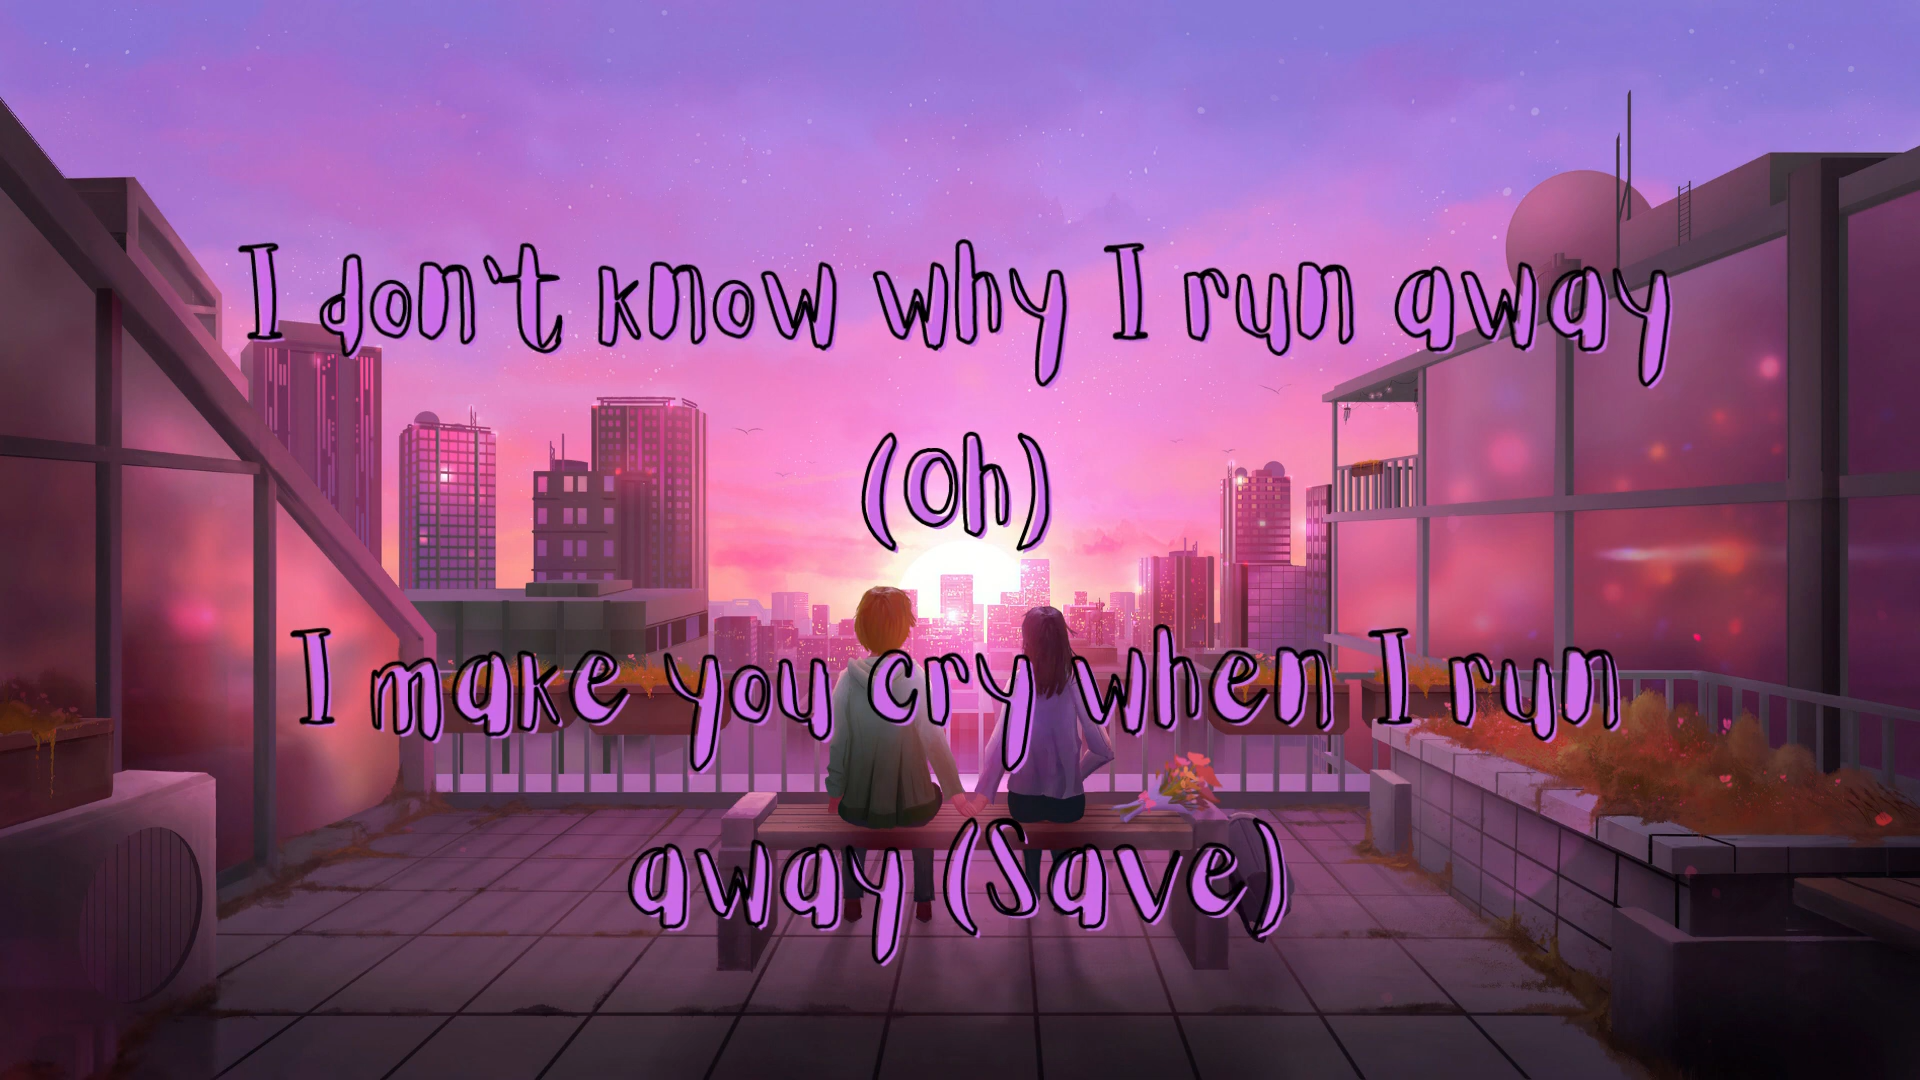 I don't know why I run away
(Oh)
I make you cry when I run
away (Save)